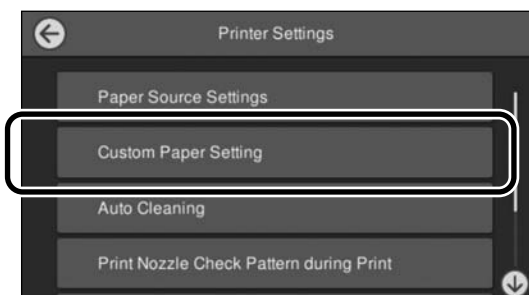 Printer Settings
Paper Source Settings
Custom Paper Setting
Auto Cleaning
Print Nozzle Check Pattern during Print